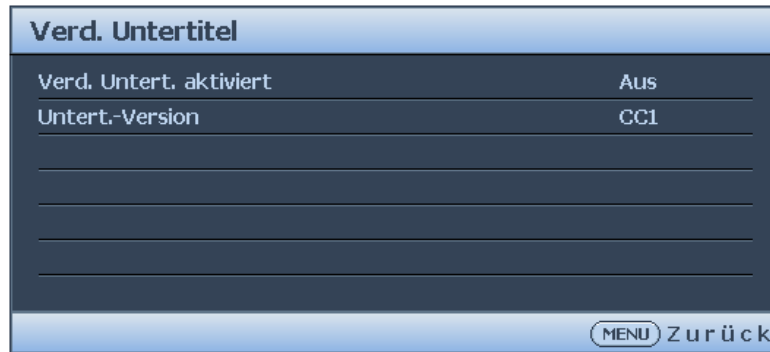 Verd. Untertitel
Verd. Untert. aktiviert Aus
Untert.-Version CC1
MENU Zurück